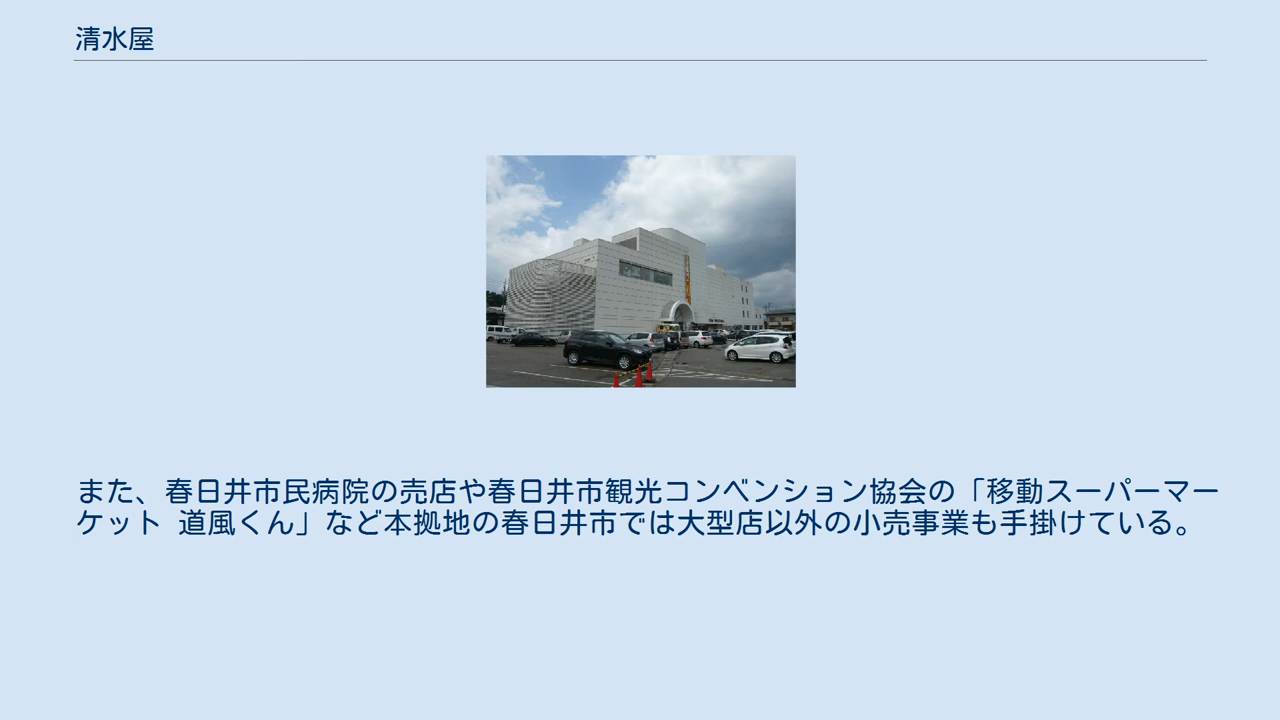 清水屋
また、春日井市民病院の売店や春日井市観光コンベンション協会の「移動スーパーマー
ケット 道風くん」など本拠地の春日井市では大型店以外の小売事業も手掛けている。